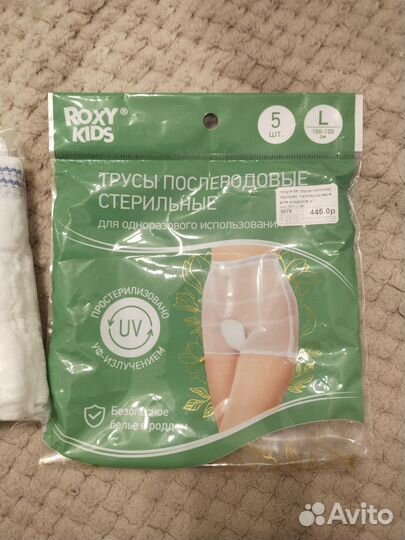 ROXY®
KIDS
5
ШТ.
L
100-120
СМ
ТРУСЫ ПОСЛЕРОДОВЫЕ
СТЕРИЛЬНЫЕ
для одноразового использования
445.0р
ПРОСТЕРИЛИЗОВАНО
UV
УФ-ИЗЛУЧЕНИЕМ
Безопасное
белье в роддом
Avito